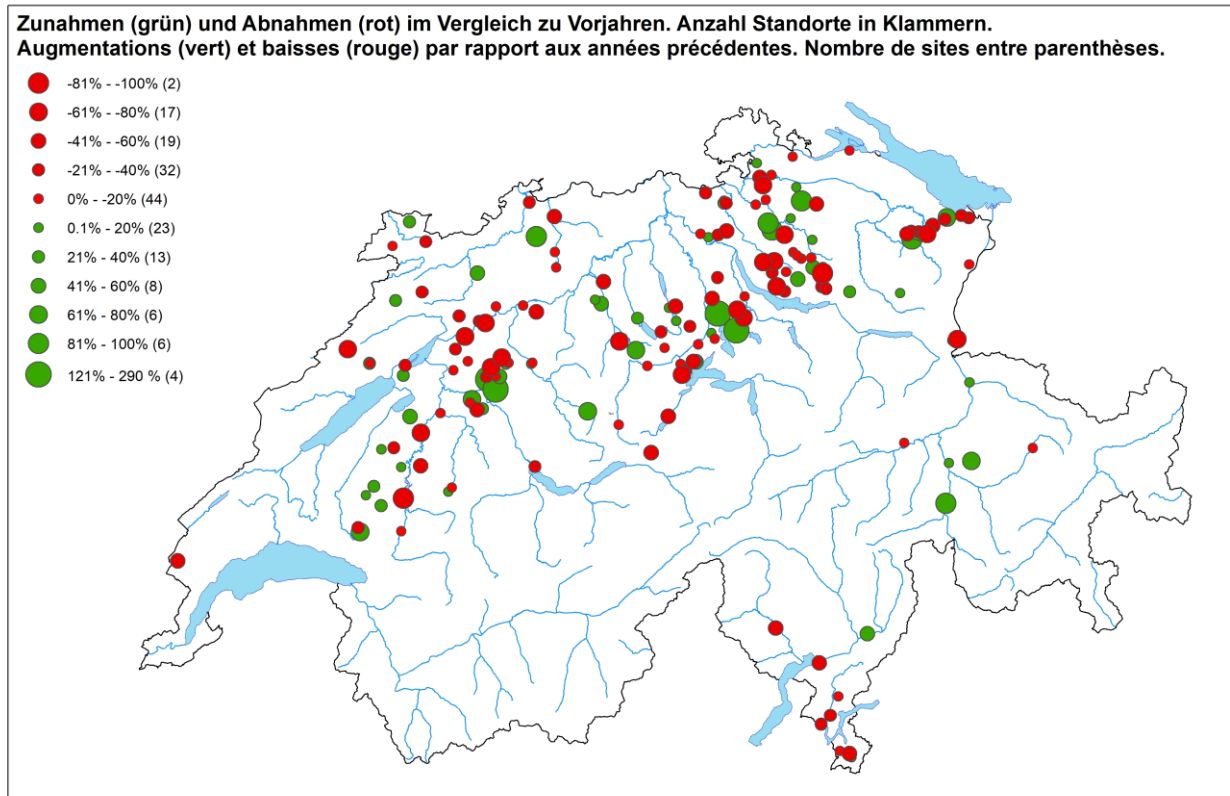 Zunahmen (grün) und Abnahmen (rot) im Vergleich zu Vorjahren. Anzahl Standorte in Klammern.
Augmentations (vert) et baisses (rouge) par rapport aux années précédentes. Nombre de sites entre parenthèses.
-81% - -100% (2)
-61% - -80% (17)
-41% - -60% (19)
-21% - -40% (32)
0% - -20% (44)
0.1% - 20% (23)
21% - 40% (13)
41% - 60% (8)
61% - 80% (6)
81% - 100% (6)
121% - 290 % (4)